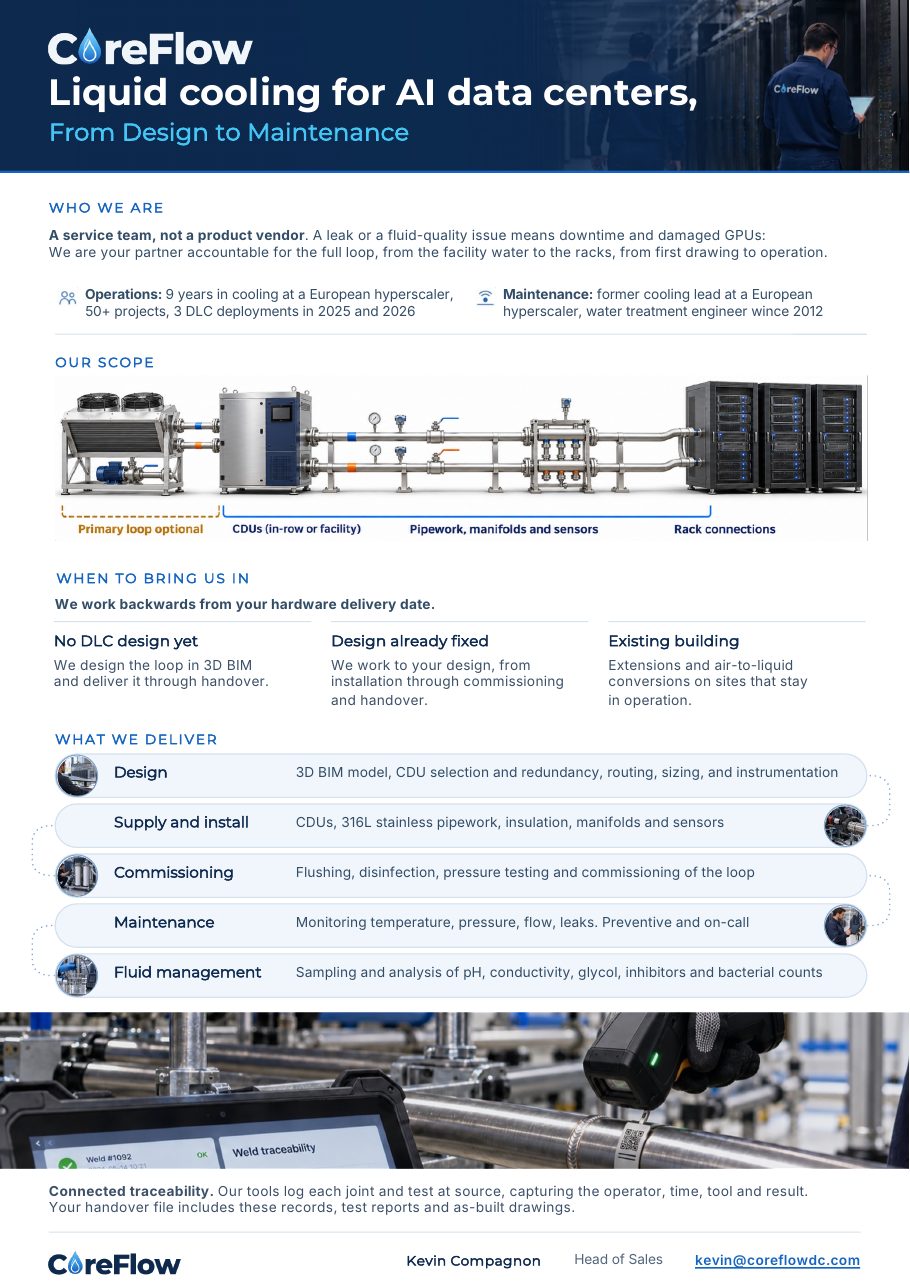 CoreFlow
Liquid cooling for AI data centers,
From Design to Maintenance
CoreFlow
WHO WE ARE
A service team, not a product vendor. A leak or a fluid-quality issue means downtime and damaged GPUs:
We are your partner accountable for the full loop, from the facility water to the racks, from first drawing to operation.
Operations: 9 years in cooling at a European hyperscaler,
50+ projects, 3 DLC deployments in 2025 and 2026
Maintenance: former cooling lead at a European
hyperscaler, water treatment engineer wince 2012
OUR SCOPE
Primary loop optional
CDUs (in-row or facility)
Pipework, manifolds and sensors
Rack connections
WHEN TO BRING US IN
We work backwards from your hardware delivery date.
No DLC design yet
We design the loop in 3D BIM
and deliver it through handover.
Design already fixed
We work to your design, from
installation through commissioning
and handover.
Existing building
Extensions and air-to-liquid
conversions on sites that stay
in operation.
WHAT WE DELIVER
Design
3D BIM model, CDU selection and redundancy, routing, sizing, and instrumentation
Supply and install
CDUs, 316L stainless pipework, insulation, manifolds and sensors
Commissioning
Flushing, disinfection, pressure testing and commissioning of the loop
Maintenance
Monitoring temperature, pressure, flow, leaks. Preventive and on-call
Fluid management
Sampling and analysis of pH, conductivity, glycol, inhibitors and bacterial counts
Weld #1092
OK
Weld traceability
Connected traceability. Our tools log each joint and test at source, capturing the operator, time, tool and result.
Your handover file includes these records, test reports and as-built drawings.
CoreFlow
Kevin Compagnon
Head of Sales
kevin@coreflowdc.com